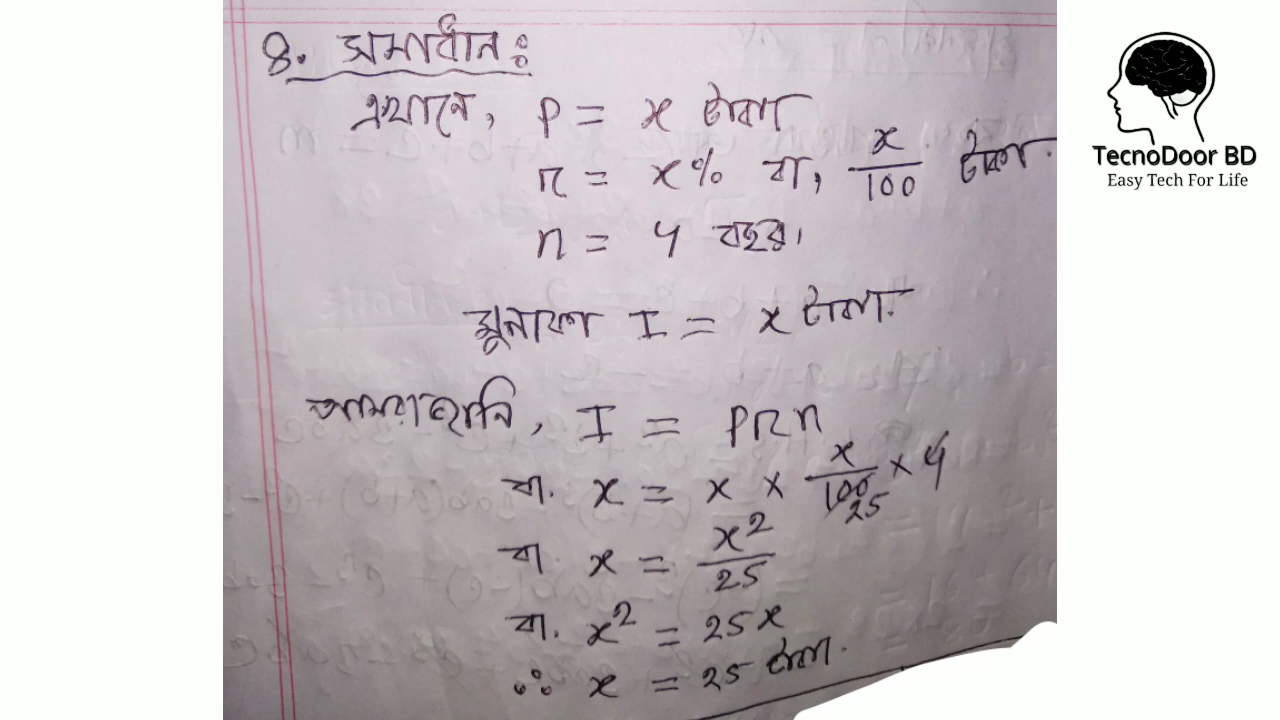 ৪. সমাধান :
এখানে, P = x টাকা
r = x% বা, x/100 টাকা.
n = 4 বছর।
মুনাফা I = x টাকা.
আমরাজানি, I = Prn
বা. x = x × x/100 × 4
25
বা. x = x²/25
বা. x² = 25x
∴ x = 25 টাকা.
TecnoDoor BD
Easy Tech For Life